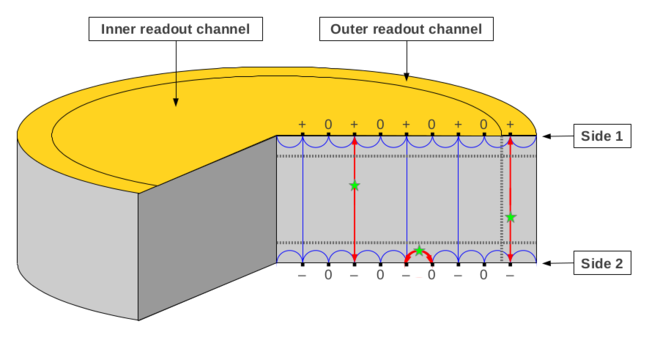 Inner readout channel
Outer readout channel
+ 0 + 0 + 0 + 0 +
Side 1
Side 2
– 0 – 0 – 0 – 0 –